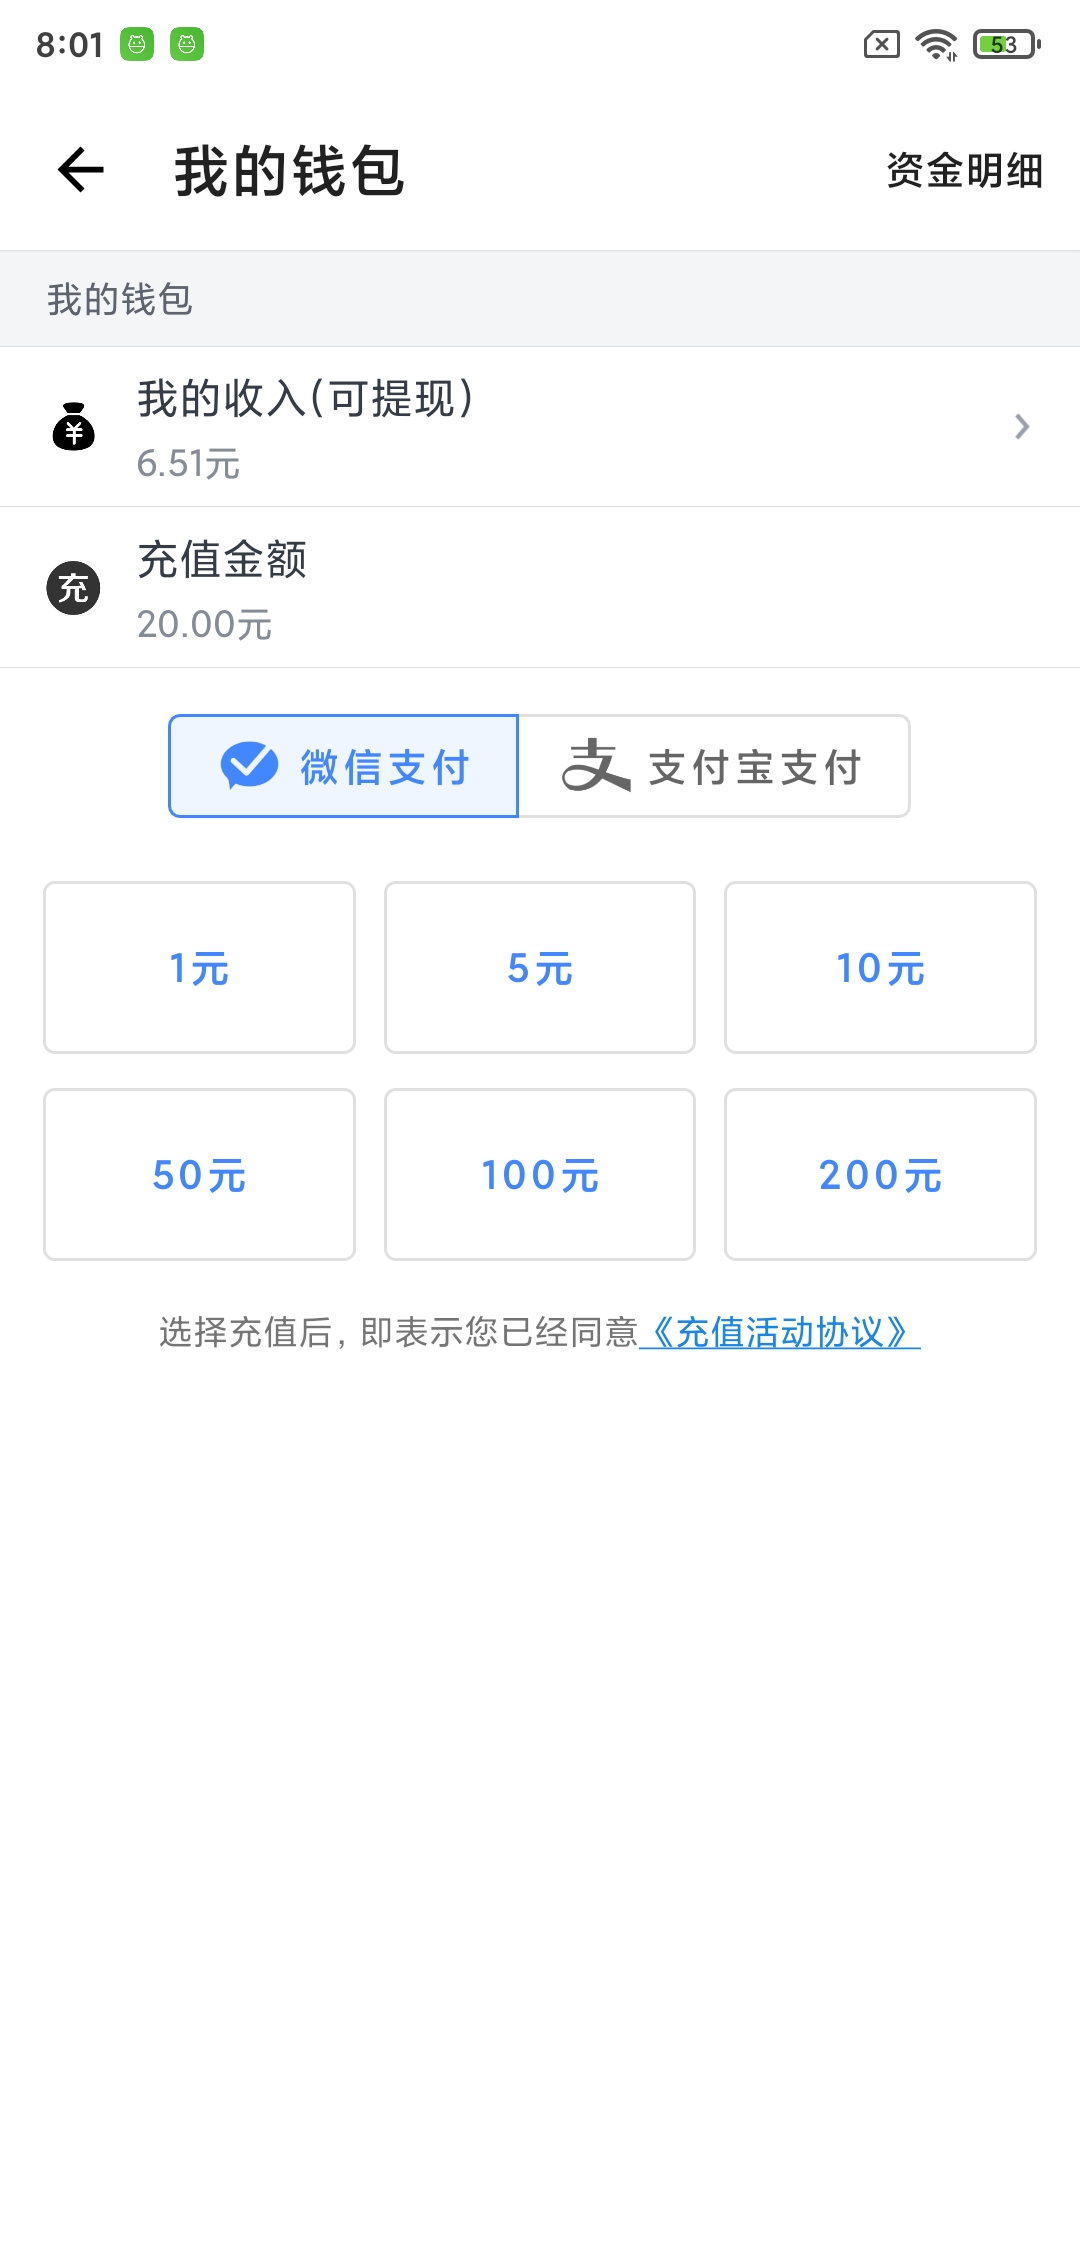 8:01
53
我的钱包
资金明细
我的钱包
我的收入(可提现)
6.51元
充
充值金额
20.00元
微信支付
支 支付宝支付
1元
5元
10元
50元
100元
200元
选择充值后, 即表示您已经同意《充值活动协议》